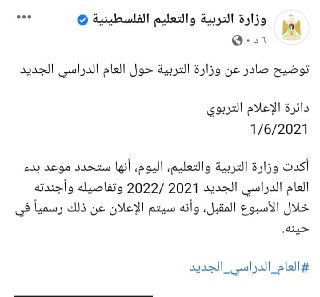 وزارة التربية والتعليم الفلسطينية
٦ د •
توضيح صادر عن وزارة التربية حول العام الدراسي الجديد
دائرة الإعلام التربوي
1/6/2021
أكدت وزارة التربية والتعليم، اليوم، أنها ستحدد موعد بدء
العام الدراسي الجديد 2021 /2022 وتفاصيله وأجندته
خلال الأسبوع المقبل، وأنه سيتم الإعلان عن ذلك رسمياً في
حينه.
#العام_الدراسي_الجديد